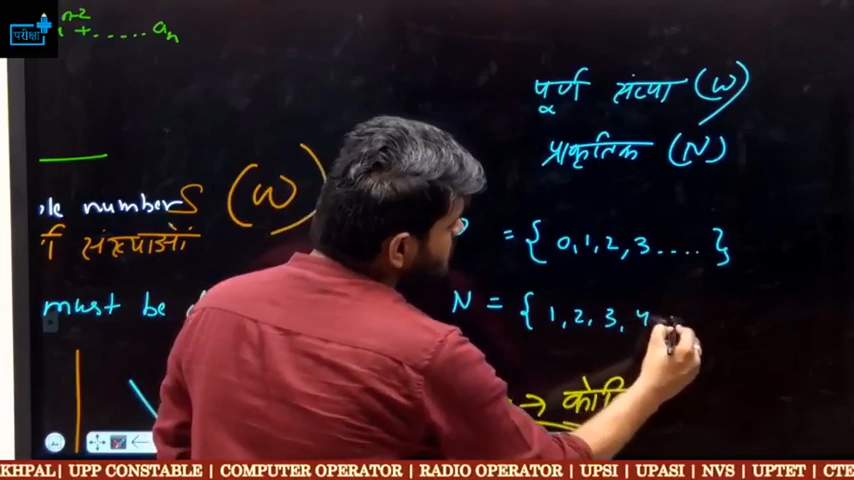 परीक्षा
n-2
+ ...... aₙ
पूर्ण संख्या (W)
प्राकृतिक (N)
numbers (W)
संख्याओं
= { 0, 1, 2, 3 .... }
must be
N = { 1, 2, 3, 4
→
KHPAL| UPP CONSTABLE | COMPUTER OPERATOR | RADIO OPERATOR | UPSI | UPASI | NVS | UPTET | CTE